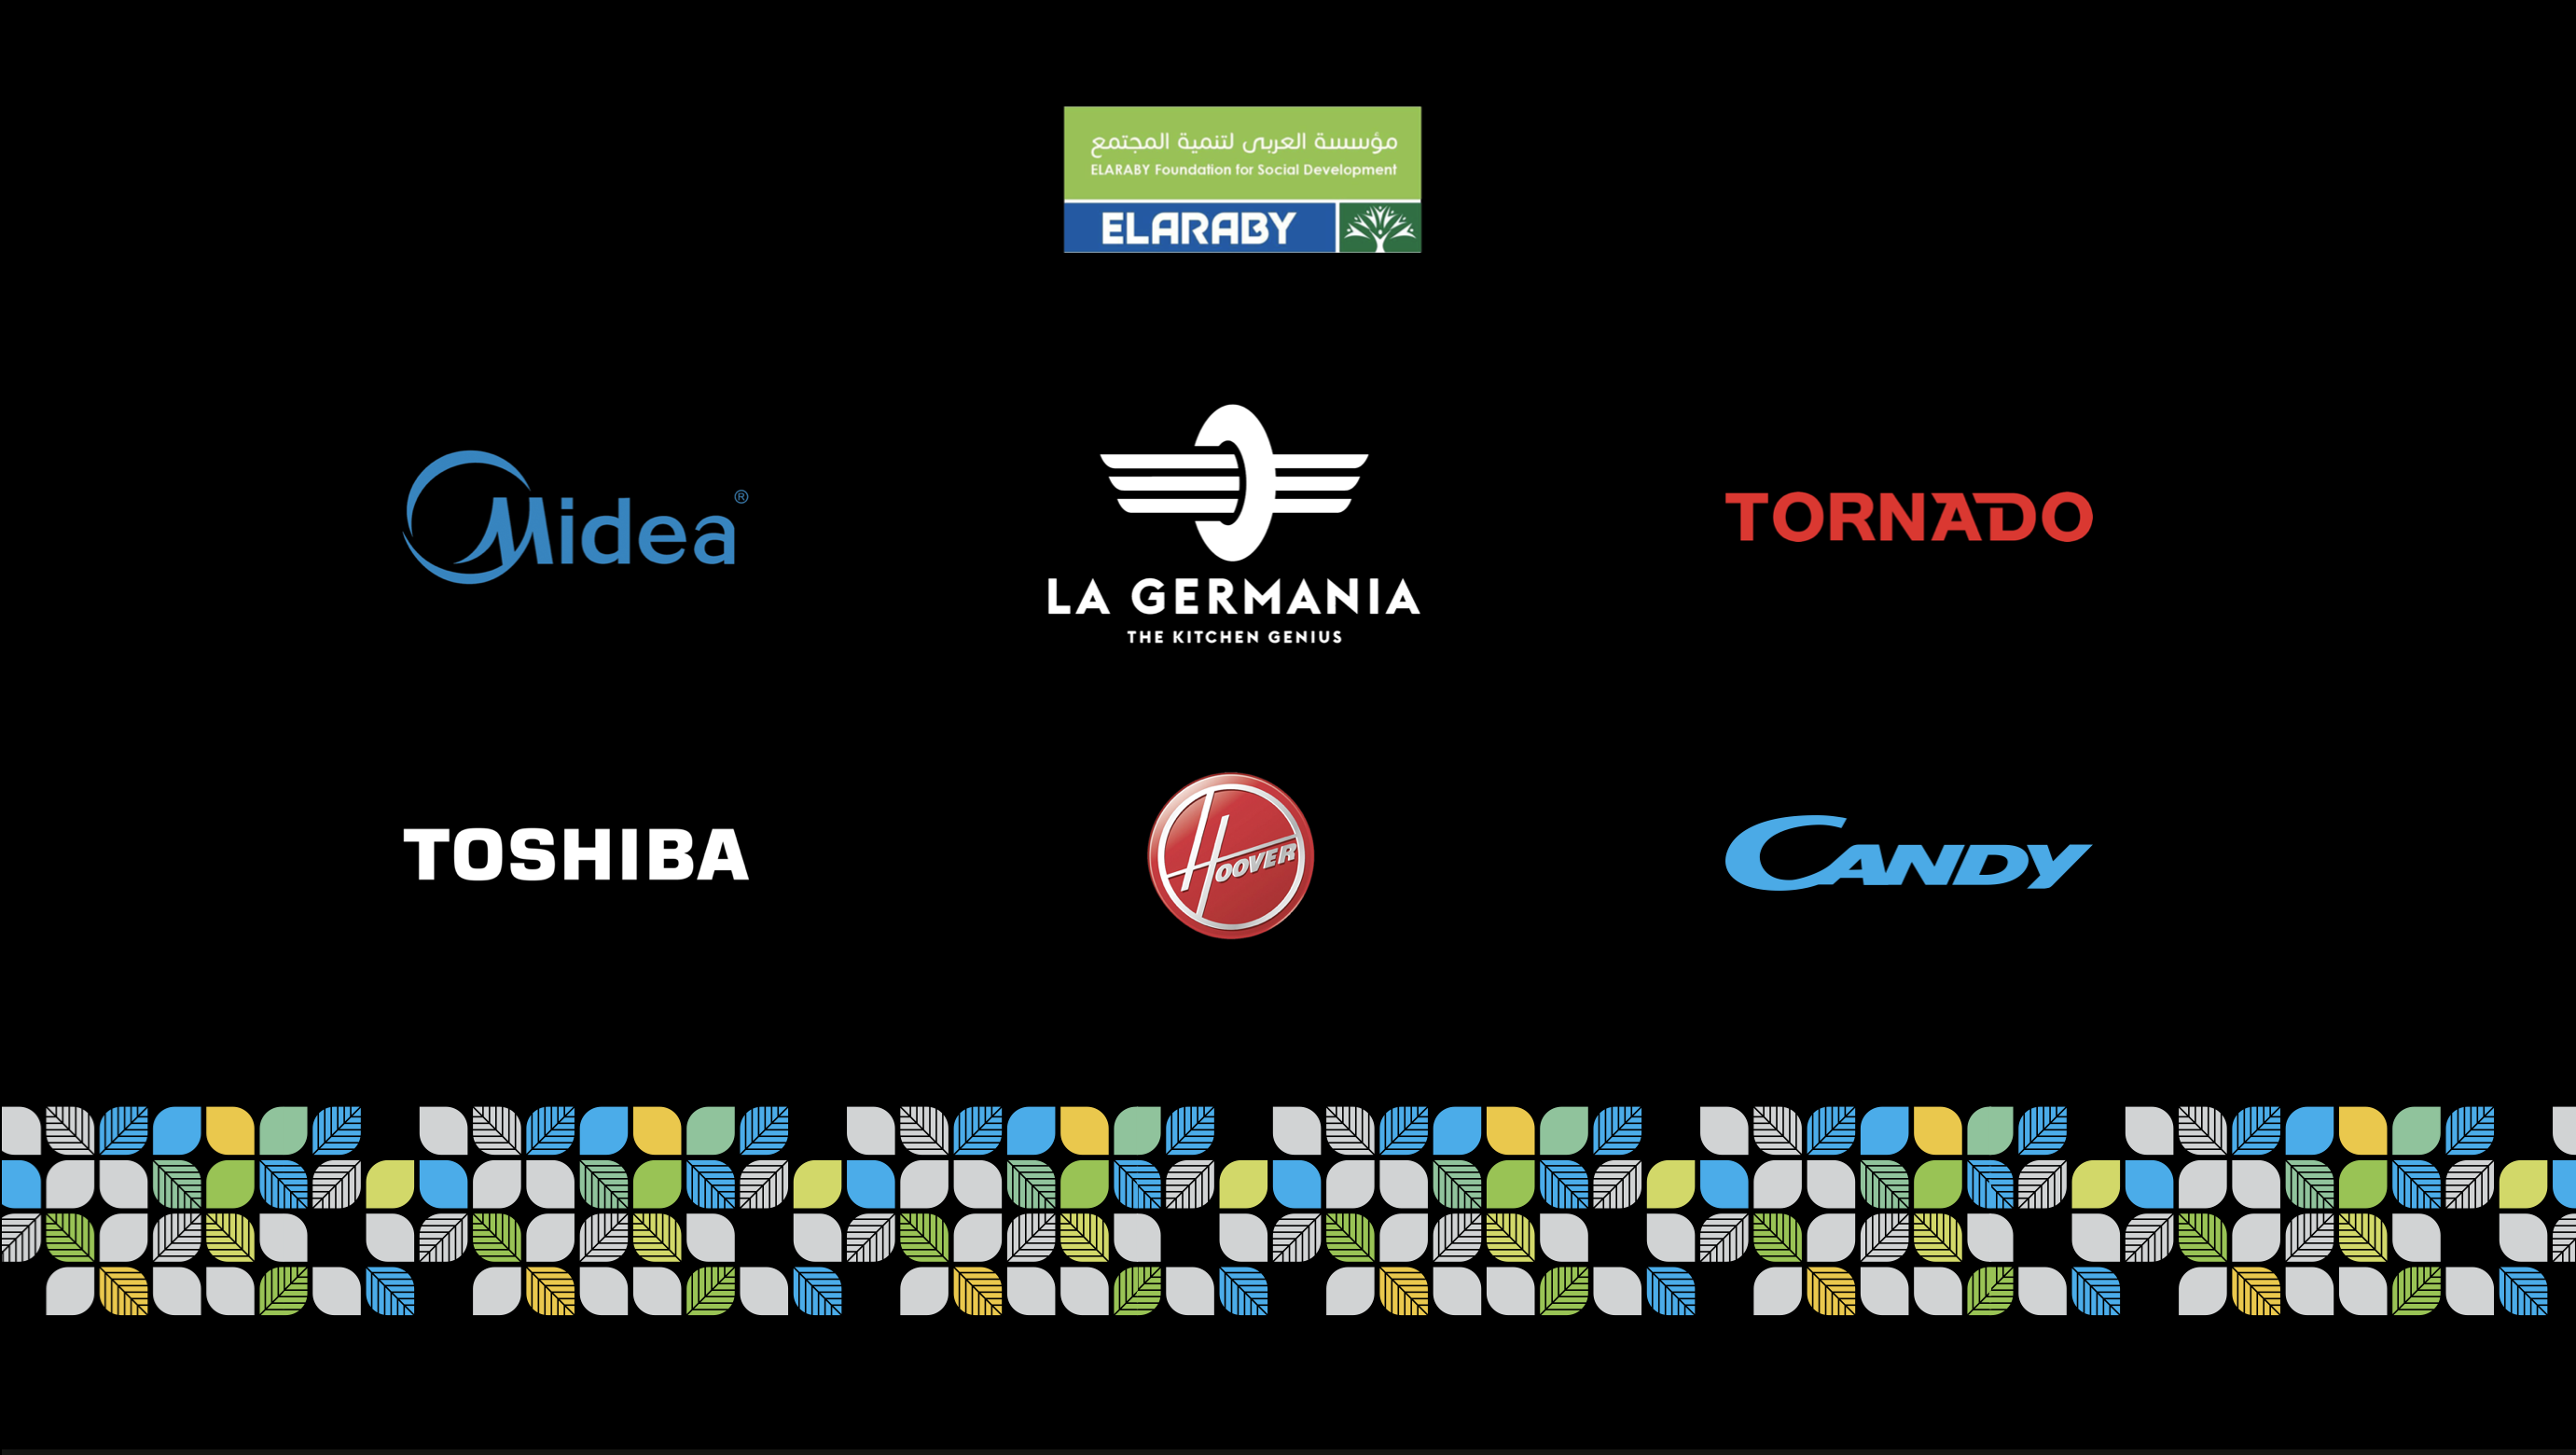 مؤسسة العربى لتنمية المجتمع
ELARABY Foundation for Social Development
ELARABY
Midea®
LA GERMANIA
THE KITCHEN GENIUS
TORNADO
TOSHIBA
HOOVER
CANDY